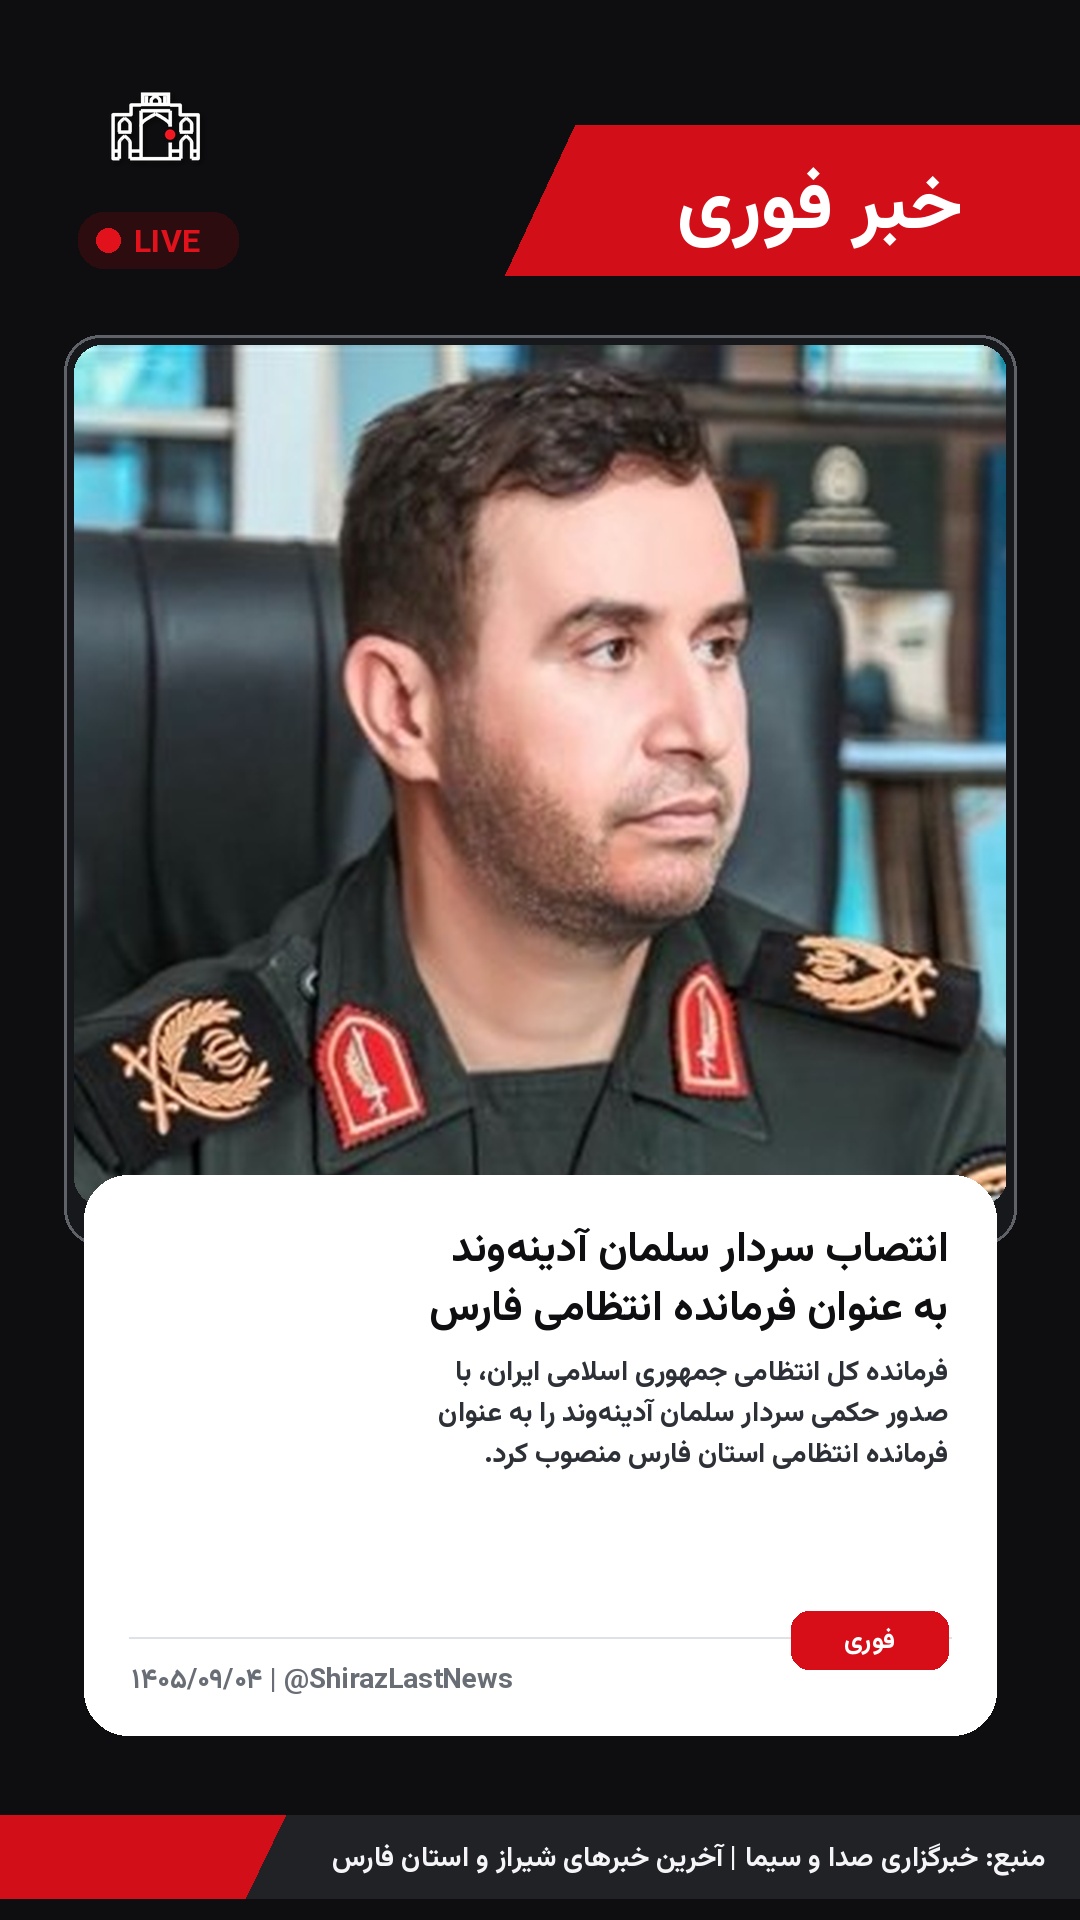 خبر فوری
LIVE
انتصاب سردار سلمان آدینه‌وند
به عنوان فرمانده انتظامی فارس
فرمانده کل انتظامی جمهوری اسلامی ایران، با
صدور حکمی سردار سلمان آدینه‌وند را به عنوان
فرمانده انتظامی استان فارس منصوب کرد.
فوری
۱۴۰۵/۰۹/۰۴ | @ShirazLastNews
منبع: خبرگزاری صدا و سیما | آخرین خبرهای شیراز و استان فارس